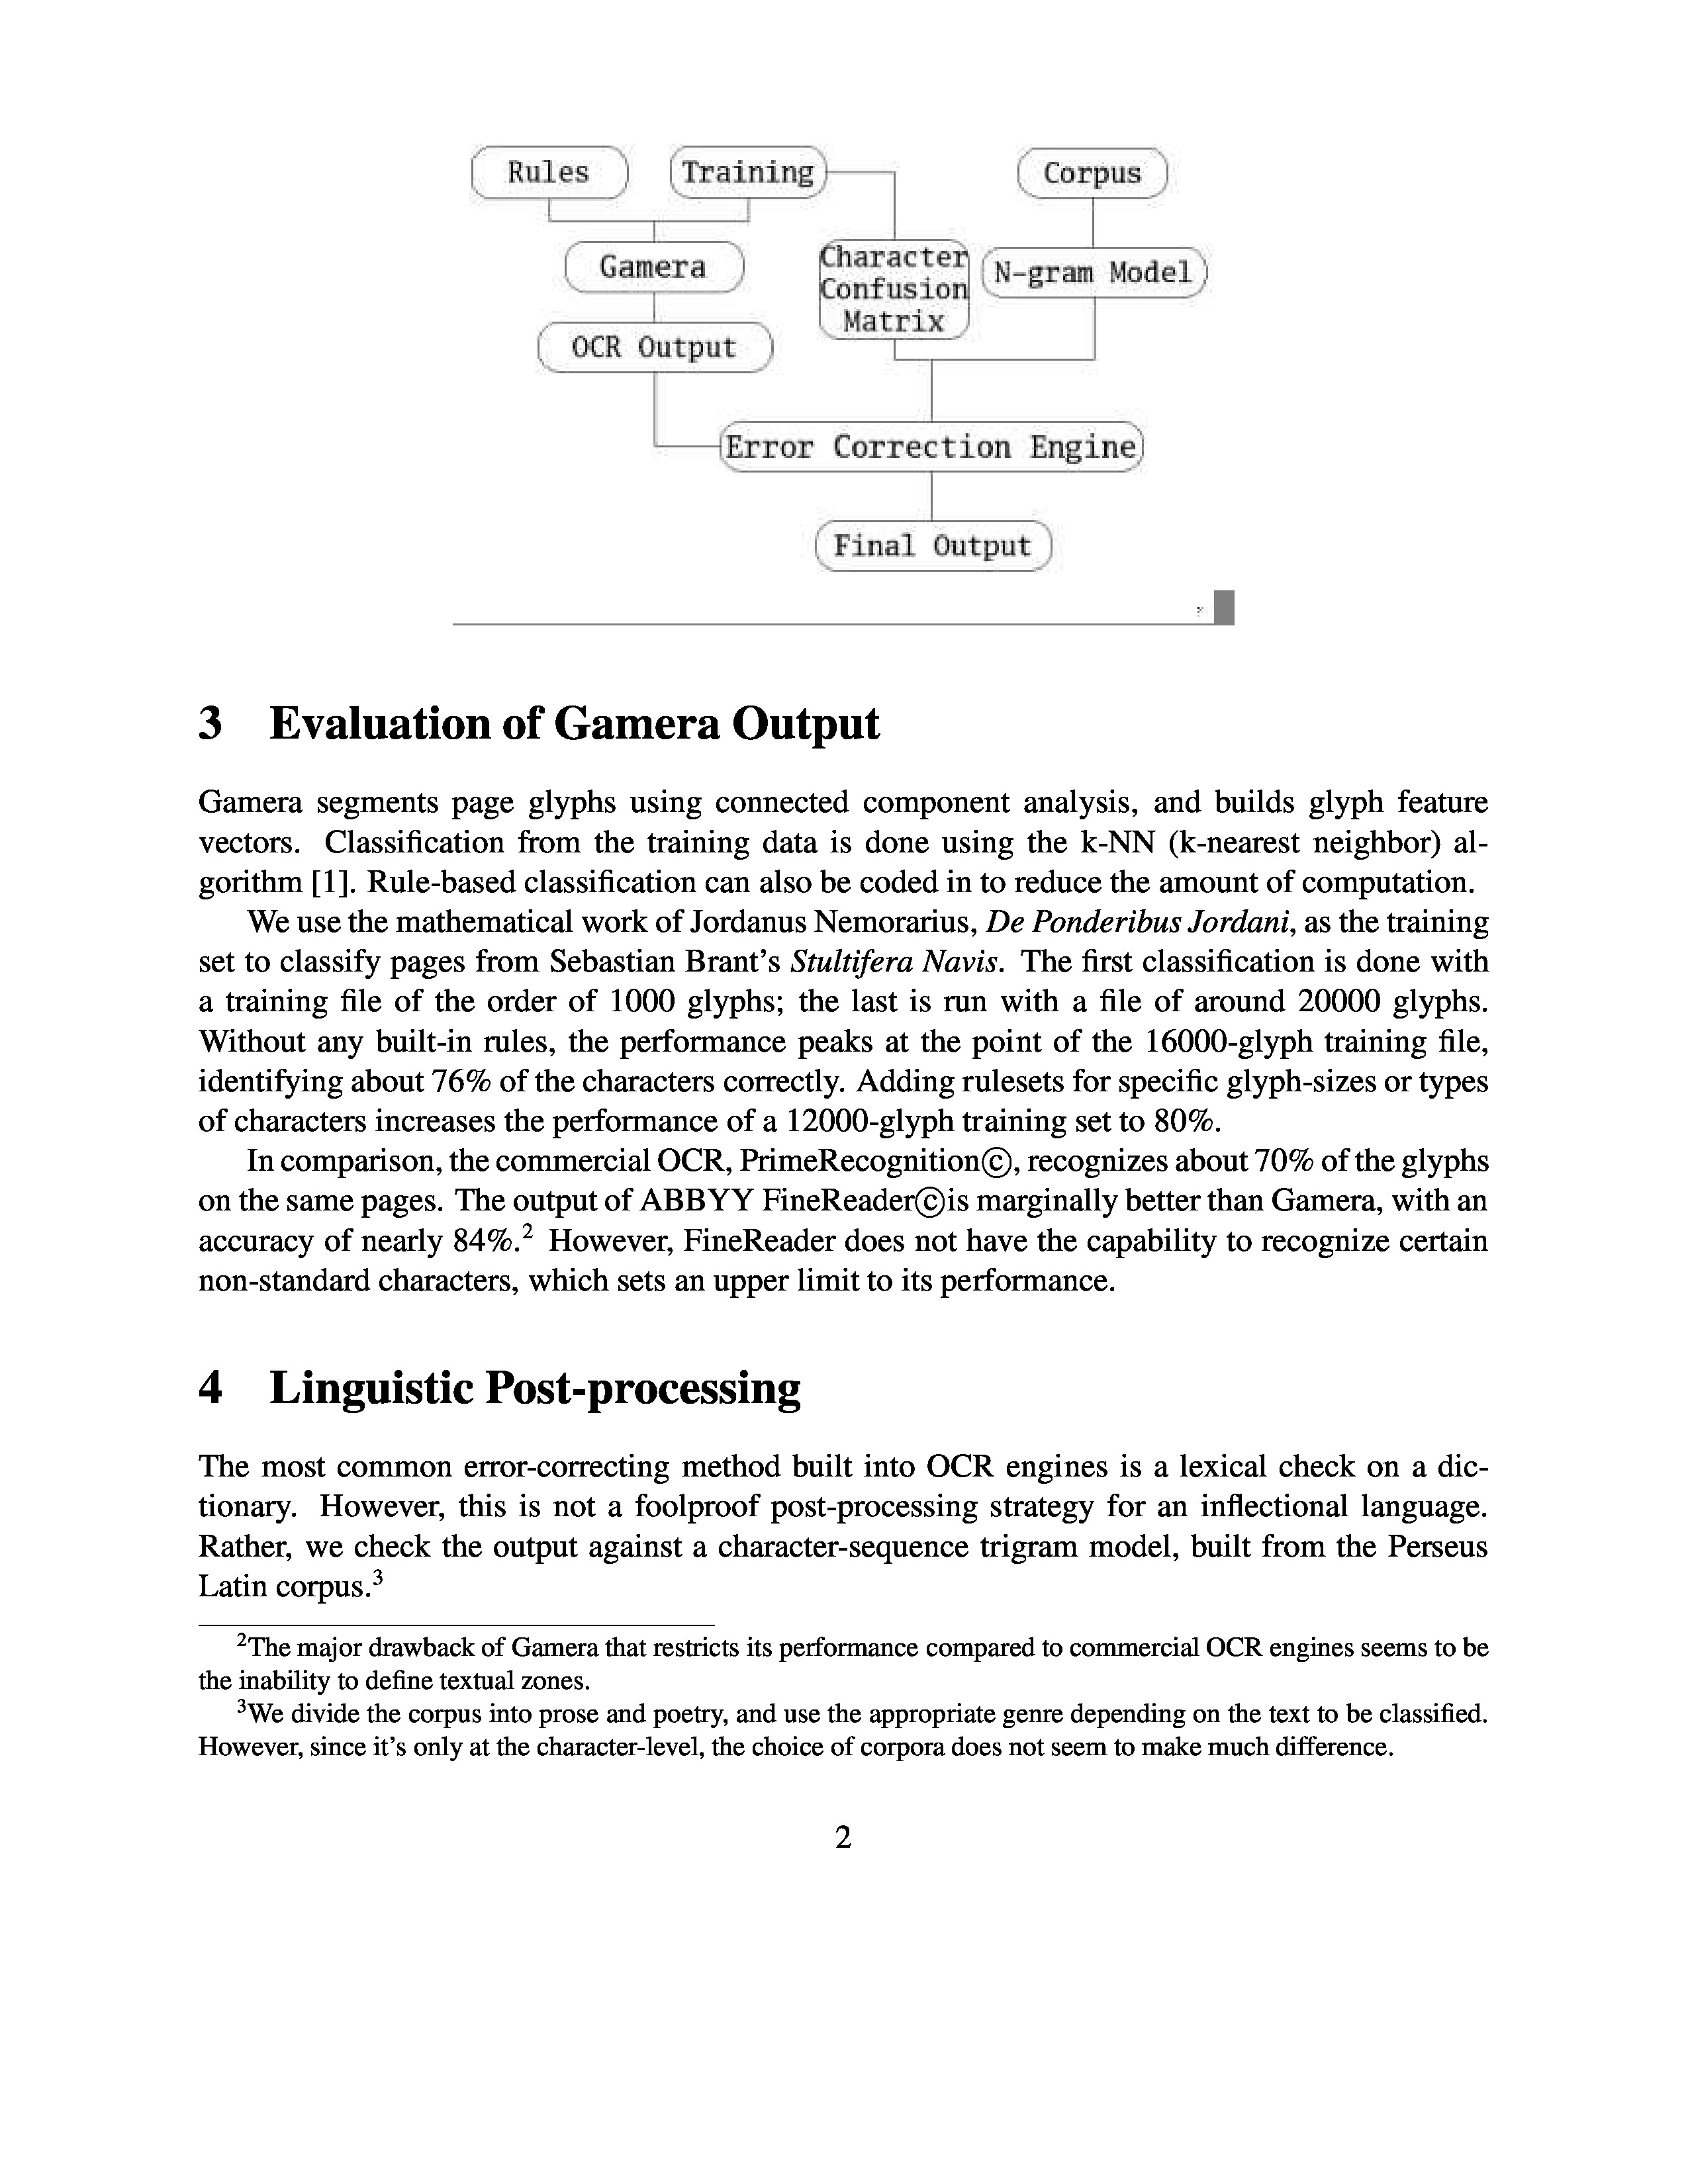 Rules
Training
Corpus
Gamera
Character
Confusion
Matrix
N-gram Model
OCR Output
Error Correction Engine
Final Output
3 Evaluation of Gamera Output
Gamera segments page glyphs using connected component analysis, and builds glyph feature
vectors. Classification from the training data is done using the k-NN (k-nearest neighbor) al-
gorithm [1]. Rule-based classification can also be coded in to reduce the amount of computation.
We use the mathematical work of Jordanus Nemorarius, De Ponderibus Jordani, as the training
set to classify pages from Sebastian Brant's Stultifera Navis. The first classification is done with
a training file of the order of 1000 glyphs; the last is run with a file of around 20000 glyphs.
Without any built-in rules, the performance peaks at the point of the 16000-glyph training file,
identifying about 76% of the characters correctly. Adding rulesets for specific glyph-sizes or types
of characters increases the performance of a 12000-glyph training set to 80%.
In comparison, the commercial OCR, PrimeRecognition©, recognizes about 70% of the glyphs
on the same pages. The output of ABBYY FineReader©is marginally better than Gamera, with an
accuracy of nearly 84%.² However, FineReader does not have the capability to recognize certain
non-standard characters, which sets an upper limit to its performance.
4 Linguistic Post-processing
The most common error-correcting method built into OCR engines is a lexical check on a dic-
tionary. However, this is not a foolproof post-processing strategy for an inflectional language.
Rather, we check the output against a character-sequence trigram model, built from the Perseus
Latin corpus.³
²The major drawback of Gamera that restricts its performance compared to commercial OCR engines seems to be
the inability to define textual zones.
³We divide the corpus into prose and poetry, and use the appropriate genre depending on the text to be classified.
However, since it's only at the character-level, the choice of corpora does not seem to make much difference.
2